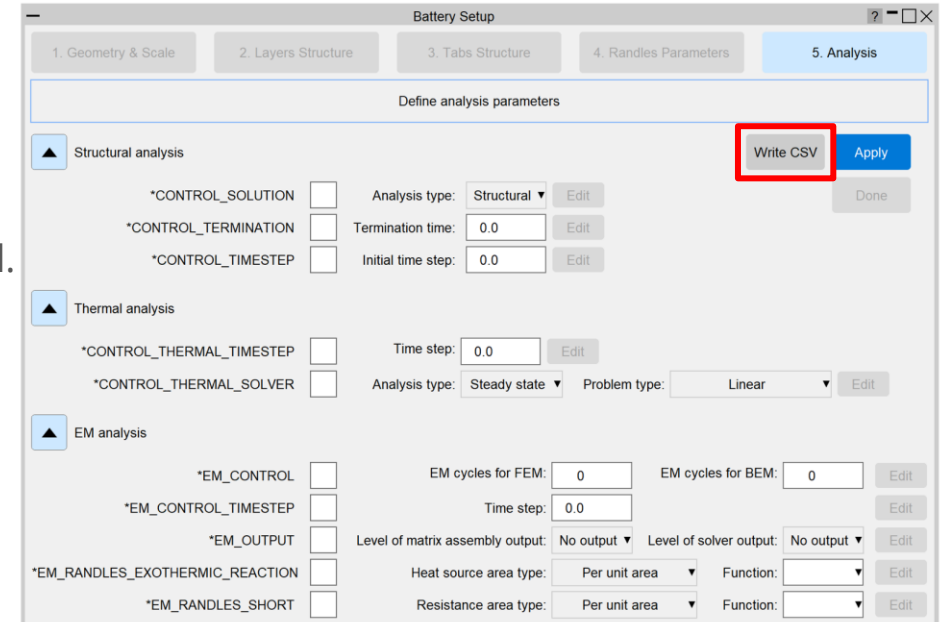 Battery Setup
?
1. Geometry & Scale 2. Layers Structure 3. Tabs Structure 4. Randles Parameters 5. Analysis
Define analysis parameters
Structural analysis Write CSV Apply
*CONTROL_SOLUTION Analysis type: Structural Edit Done
*CONTROL_TERMINATION Termination time: 0.0 Edit
*CONTROL_TIMESTEP Initial time step: 0.0 Edit
Thermal analysis
*CONTROL_THERMAL_TIMESTEP Time step: 0.0 Edit
*CONTROL_THERMAL_SOLVER Analysis type: Steady state Problem type: Linear Edit
EM analysis
*EM_CONTROL EM cycles for FEM: 0 EM cycles for BEM: 0 Edit
*EM_CONTROL_TIMESTEP Time step: 0.0 Edit
*EM_OUTPUT Level of matrix assembly output: No output Level of solver output: No output Edit
*EM_RANDLES_EXOTHERMIC_REACTION Heat source area type: Per unit area Function: Edit
*EM_RANDLES_SHORT Resistance area type: Per unit area Function: Edit